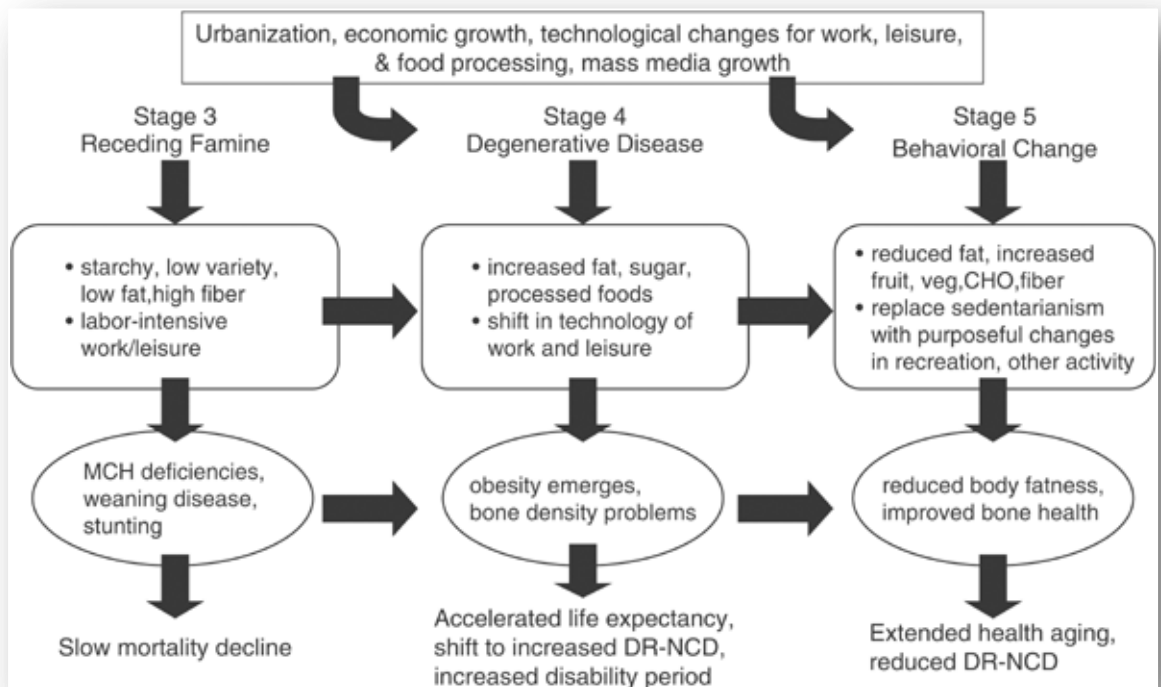 Urbanization, economic growth, technological changes for work, leisure,
& food processing, mass media growth
Stage 3
Receding Famine
Stage 4
Degenerative Disease
Stage 5
Behavioral Change
• starchy, low variety,
low fat,high fiber
• labor-intensive
work/leisure
• increased fat, sugar,
processed foods
• shift in technology of
work and leisure
• reduced fat, increased
fruit, veg,CHO,fiber
• replace sedentarianism
with purposeful changes
in recreation, other activity
MCH deficiencies,
weaning disease,
stunting
obesity emerges,
bone density problems
reduced body fatness,
improved bone health
Slow mortality decline
Accelerated life expectancy,
shift to increased DR-NCD,
increased disability period
Extended health aging,
reduced DR-NCD